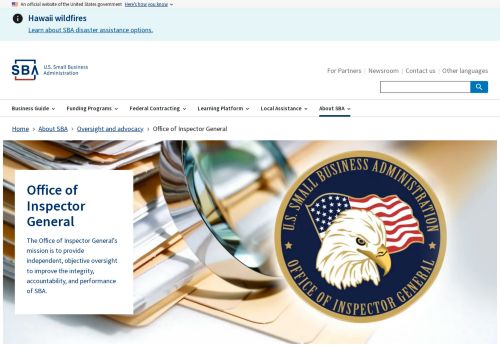 An official website of the United States government Here's how you know
Hawaii wildfires
Learn about SBA disaster assistance options.
SBA U.S. Small Business
Administration
For Partners Newsroom Contact us Other languages
Business Guide Funding Programs Federal Contracting Learning Platform Local Assistance About SBA
Home About SBA Oversight and advocacy Office of Inspector General
Office of
Inspector
General
The Office of Inspector General's
mission is to provide
independent, objective oversight
to improve the integrity,
accountability, and performance
of SBA.
U.S. SMALL BUSINESS ADMINISTRATION
OFFICE OF INSPECTOR GENERAL